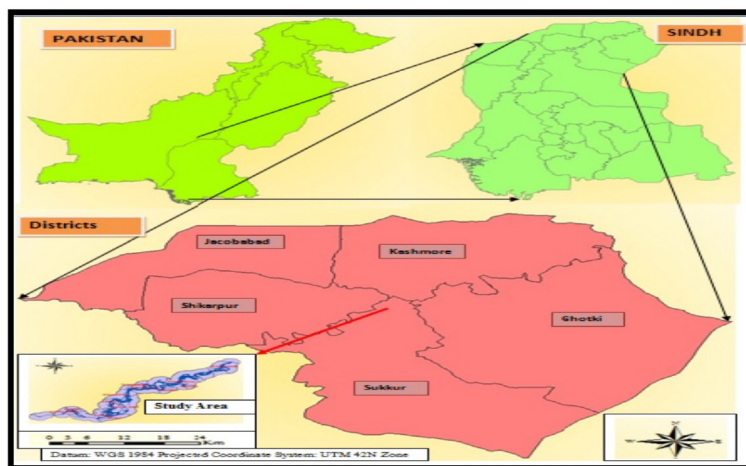 PAKISTAN
SINDH
Districts
Jacobabad
Kashmore
Shikarpur
Ghotki
Sukkur
Study Area
0 3 6 12 18 24
Km
N
W E
S
Datum: WGS 1984 Projected Coordinate System: UTM 42N Zone